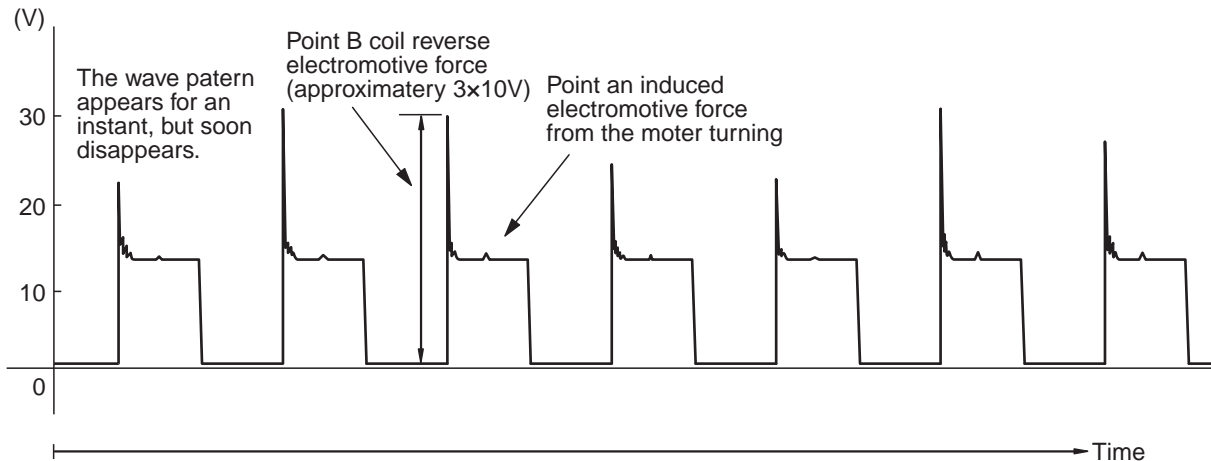 (V)
The wave patern
appears for an
instant, but soon
disappears.
Point B coil reverse
electromotive force
(approximatery 3×10V)
Point an induced
electromotive force
from the moter turning
30
20
10
0
Time